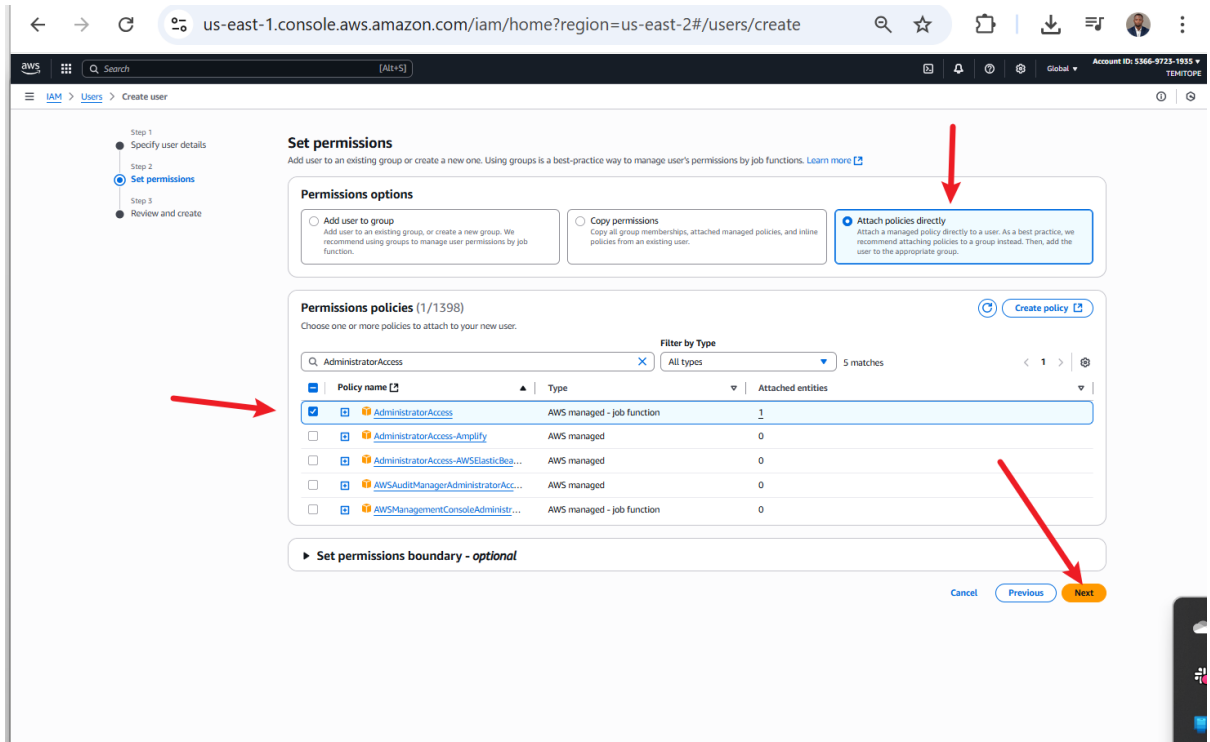 us-east-1.console.aws.amazon.com/iam/home?region=us-east-2#/users/create
aws
Search
[Alt+S]
Global
Account ID: 5366-9723-1935
TEMITOPE
IAM > Users > Create user
Step 1
Specify user details
Step 2
Set permissions
Step 3
Review and create
Set permissions
Add user to an existing group or create a new one. Using groups is a best-practice way to manage user's permissions by job functions. Learn more
Permissions options
Add user to group
Add user to an existing group, or create a new group. We
recommend using groups to manage user permissions by job
function.
Copy permissions
Copy all group memberships, attached managed policies, and inline
policies from an existing user.
Attach policies directly
Attach a managed policy directly to a user. As a best practice, we
recommend attaching policies to a group instead. Then, add the
user to the appropriate group.
Permissions policies (1/1398)
Create policy
Choose one or more policies to attach to your new user.
Filter by Type
AdministratorAccess
All types
5 matches
1
Policy name
Type
Attached entities
AdministratorAccess AWS managed - job function 1
AdministratorAccess-Amplify AWS managed 0
AdministratorAccess-AWSElasticBea... AWS managed 0
AWSAuditManagerAdministratorAcc... AWS managed 0
AWSManagementConsoleAdministr... AWS managed - job function 0
Set permissions boundary - optional
Cancel
Previous
Next